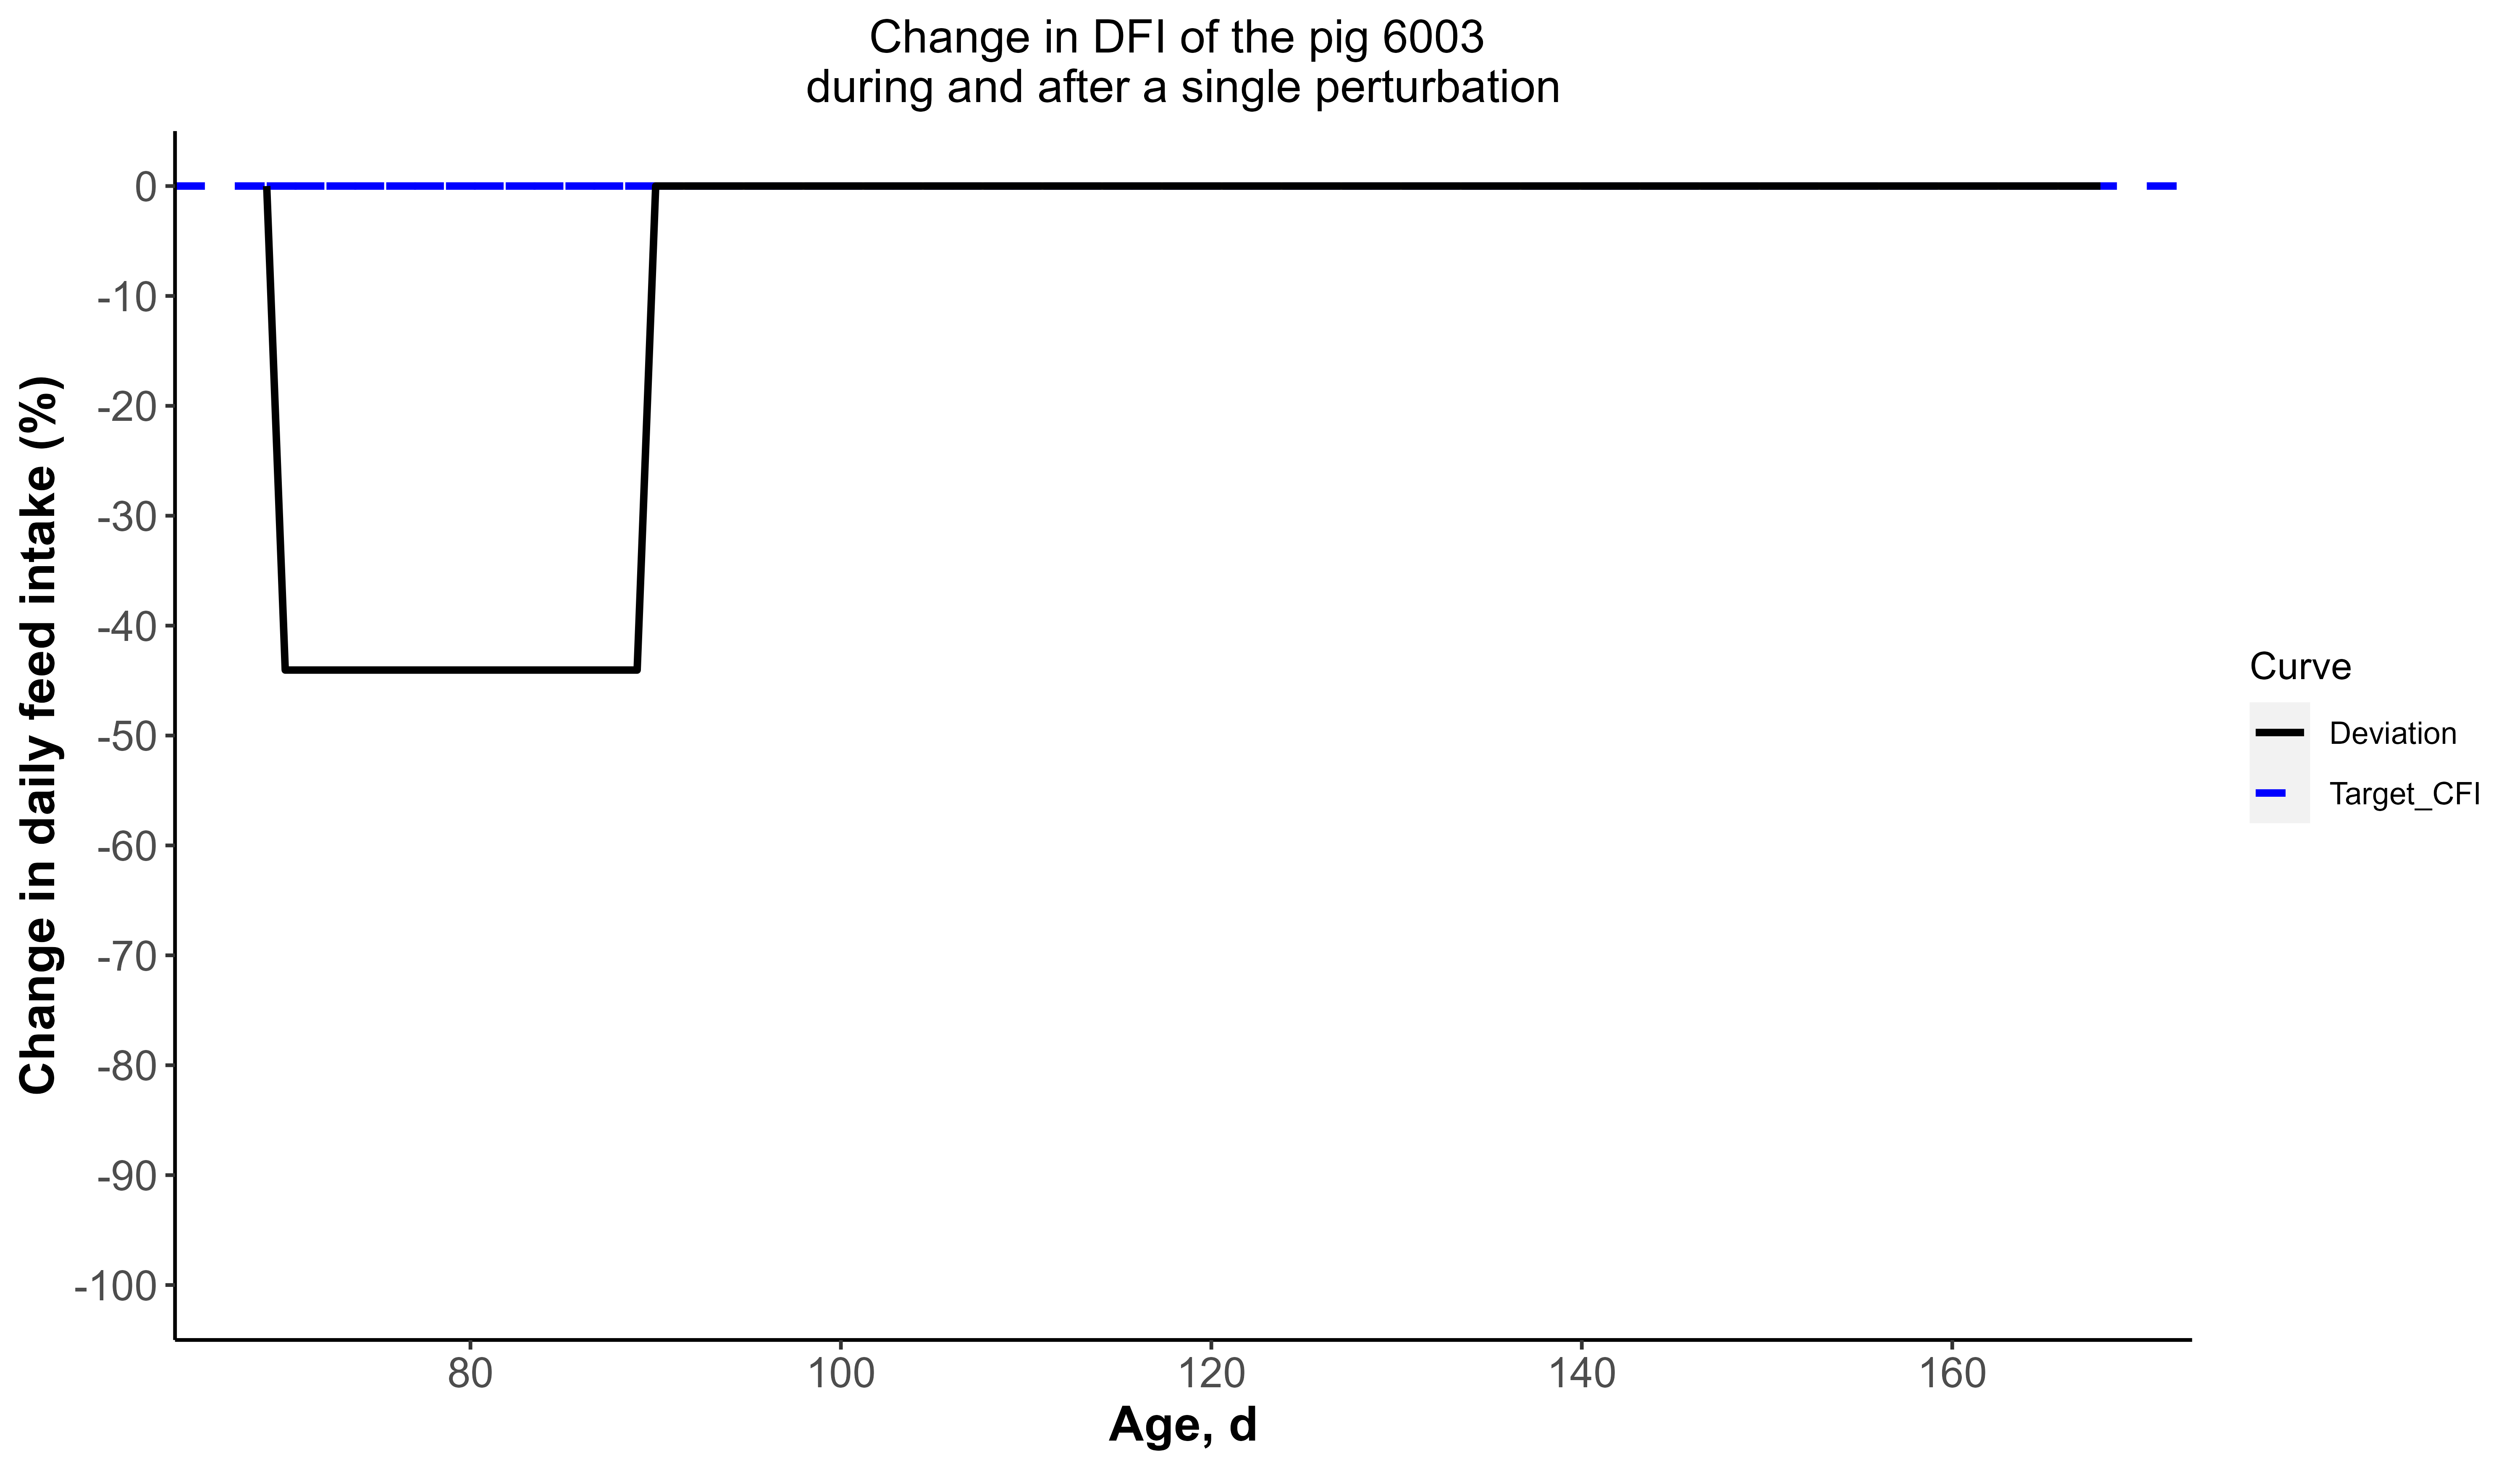 Change in DFI of the pig 6003
during and after a single perturbation
Change in daily feed intake (%)
0
-10
-20
-30
-40
-50
-60
-70
-80
-90
-100
80
100
120
140
160
Age, d
Curve
Deviation
Target_CFI